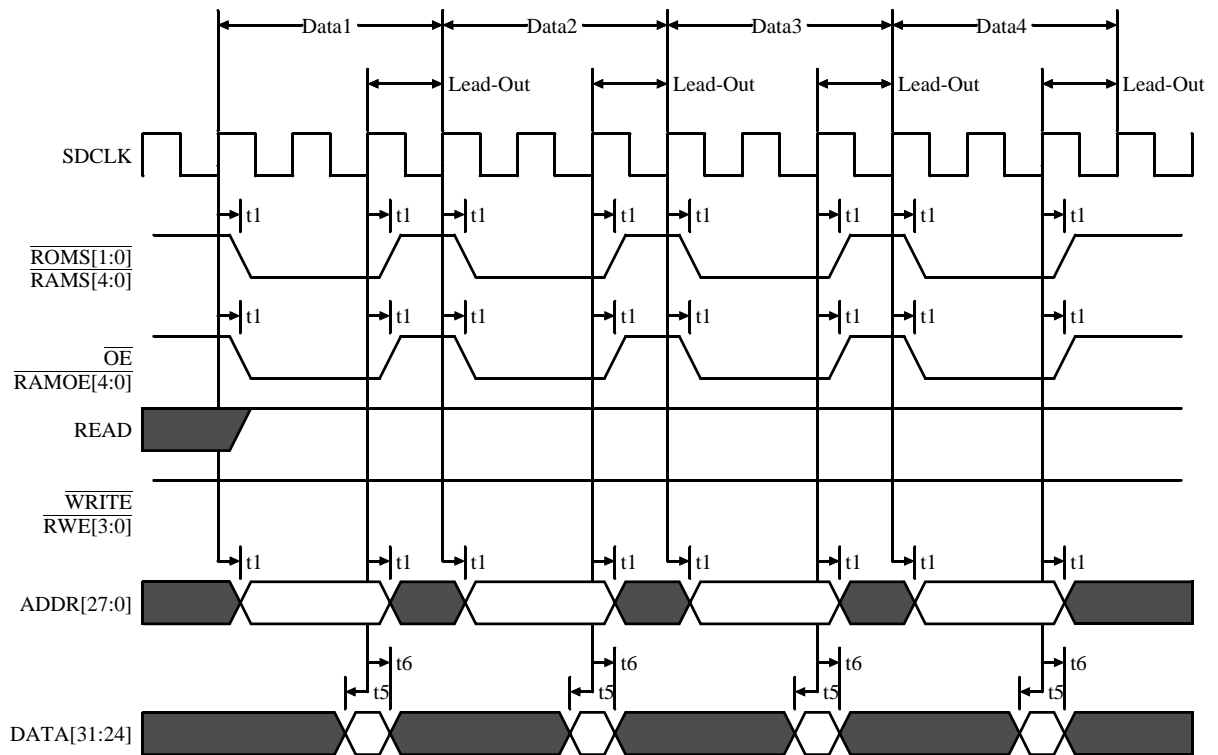 Data1 Data2 Data3 Data4
Lead-Out Lead-Out Lead-Out Lead-Out
SDCLK
t1 t1 t1 t1 t1 t1 t1 t1
ROMS[1:0]
RAMS[4:0]
t1 t1 t1 t1 t1 t1 t1 t1
OE
RAMOE[4:0]
READ
WRITE
RWE[3:0]
t1 t1 t1 t1 t1 t1 t1 t1
ADDR[27:0]
t6 t6 t6 t6
t5 t5 t5 t5
DATA[31:24]